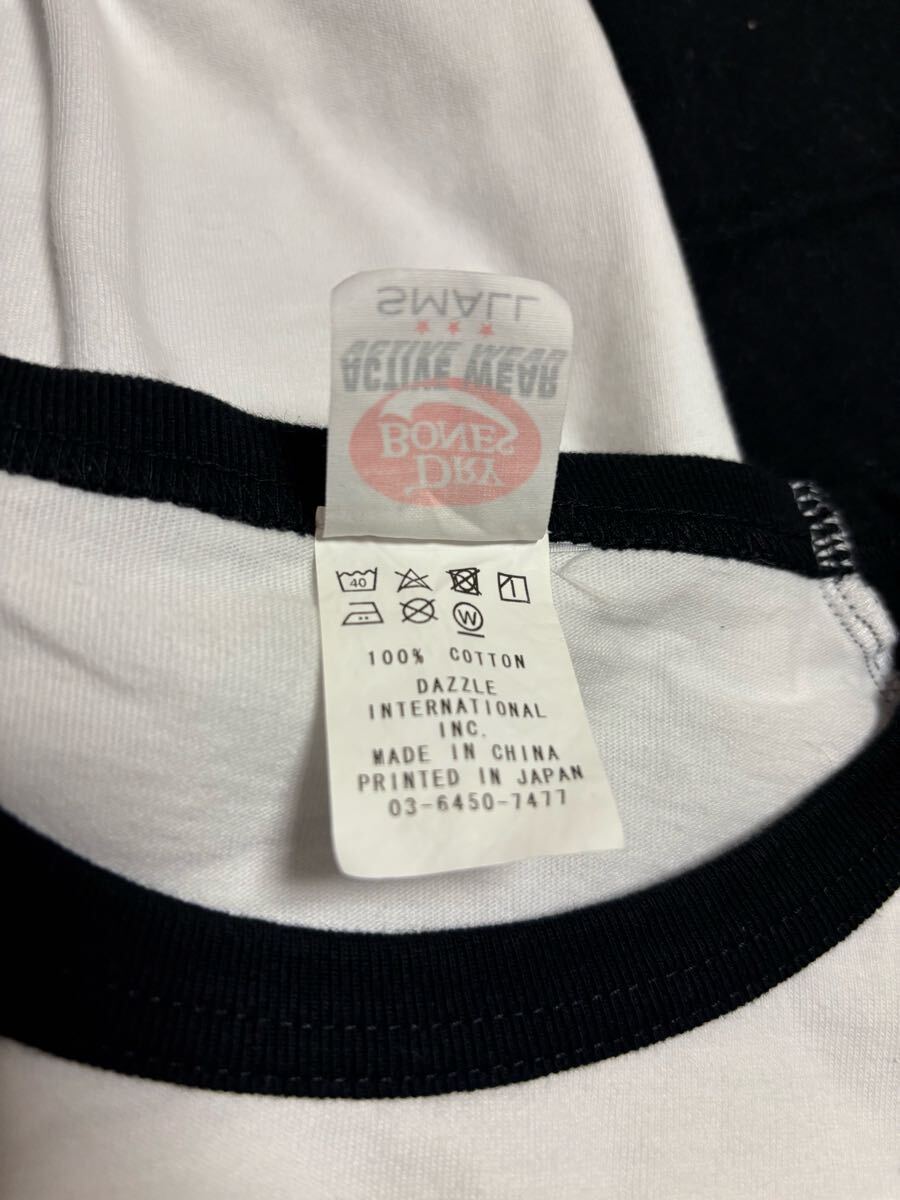 SMALL
ACTIVE WEAR
BONES
DRY
40
W
100% COTTON
DAZZLE
INTERNATIONAL
INC.
MADE IN CHINA
PRINTED IN JAPAN
03-6450-7477